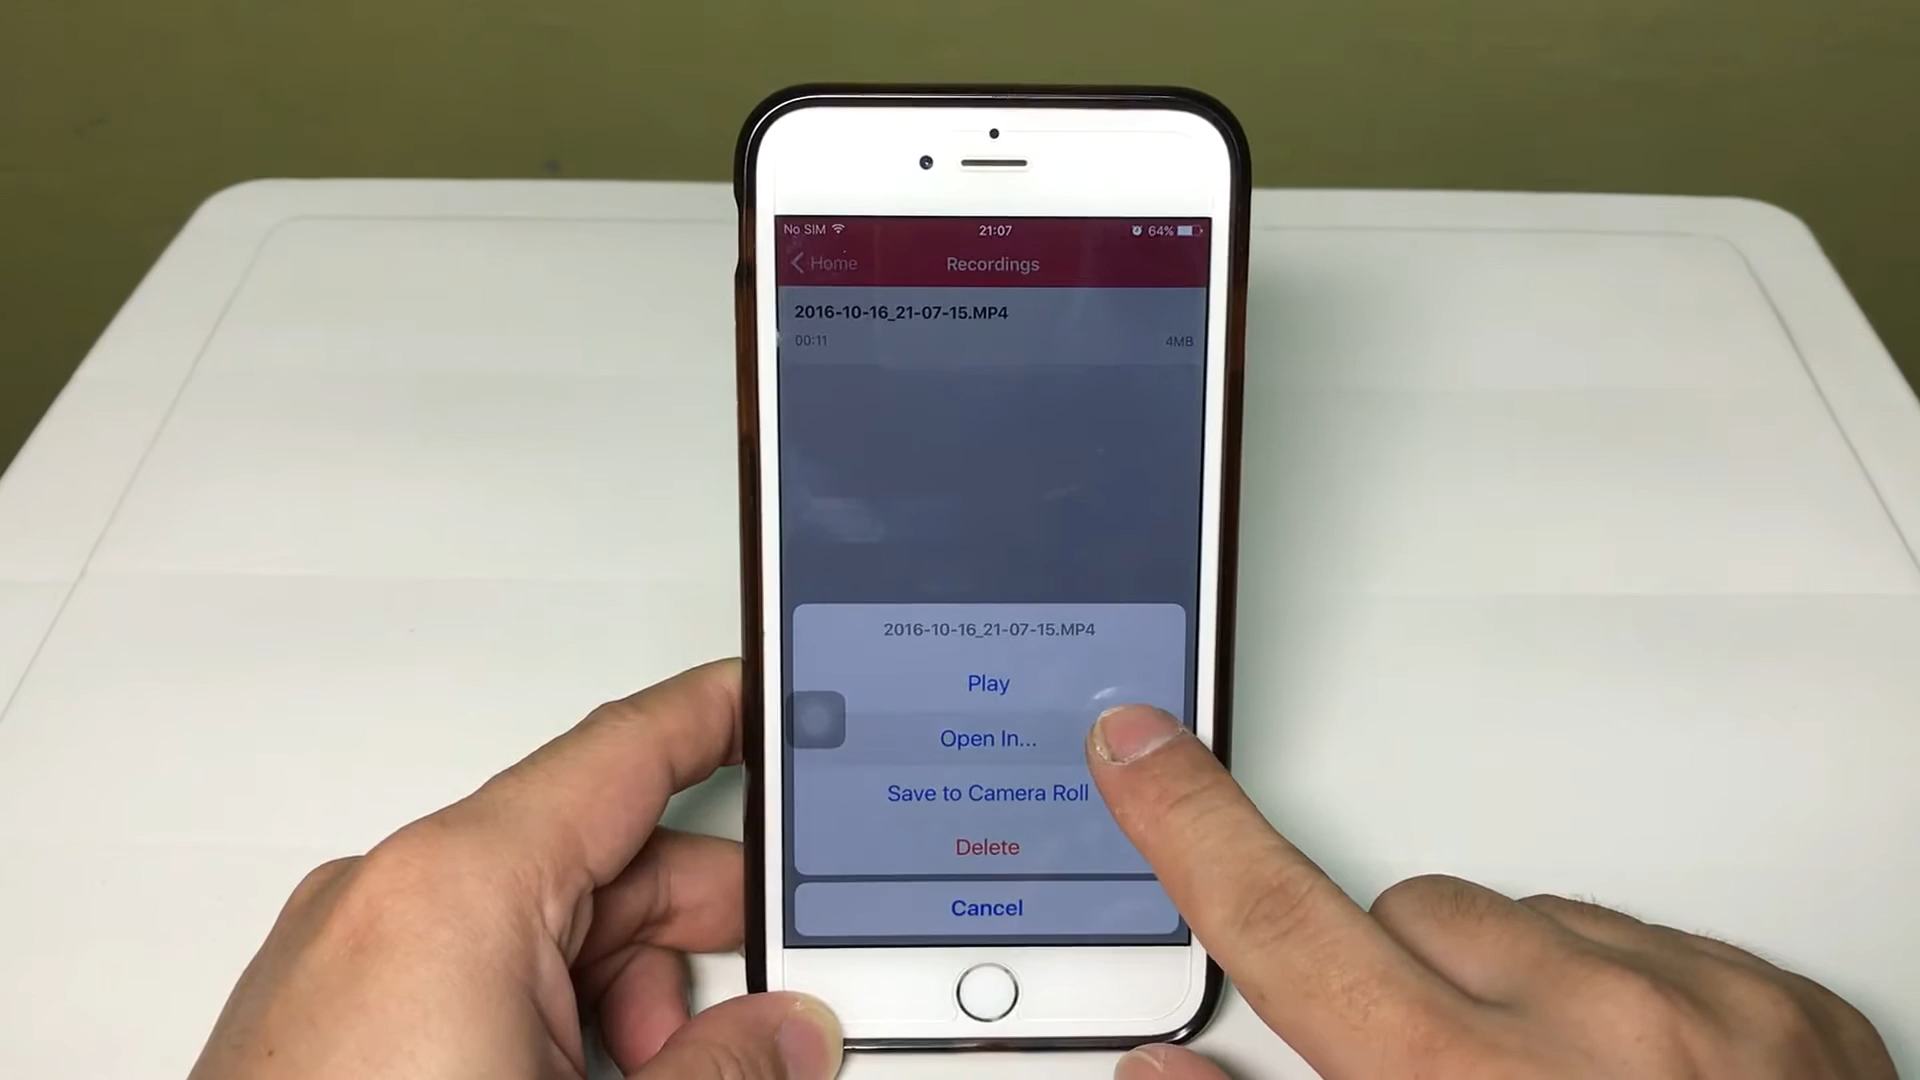 No SIM 21:07 64%
Home Recordings
2016-10-16_21-07-15.MP4
00:11 4MB
2016-10-16_21-07-15.MP4
Play
Open In...
Save to Camera Roll
Delete
Cancel